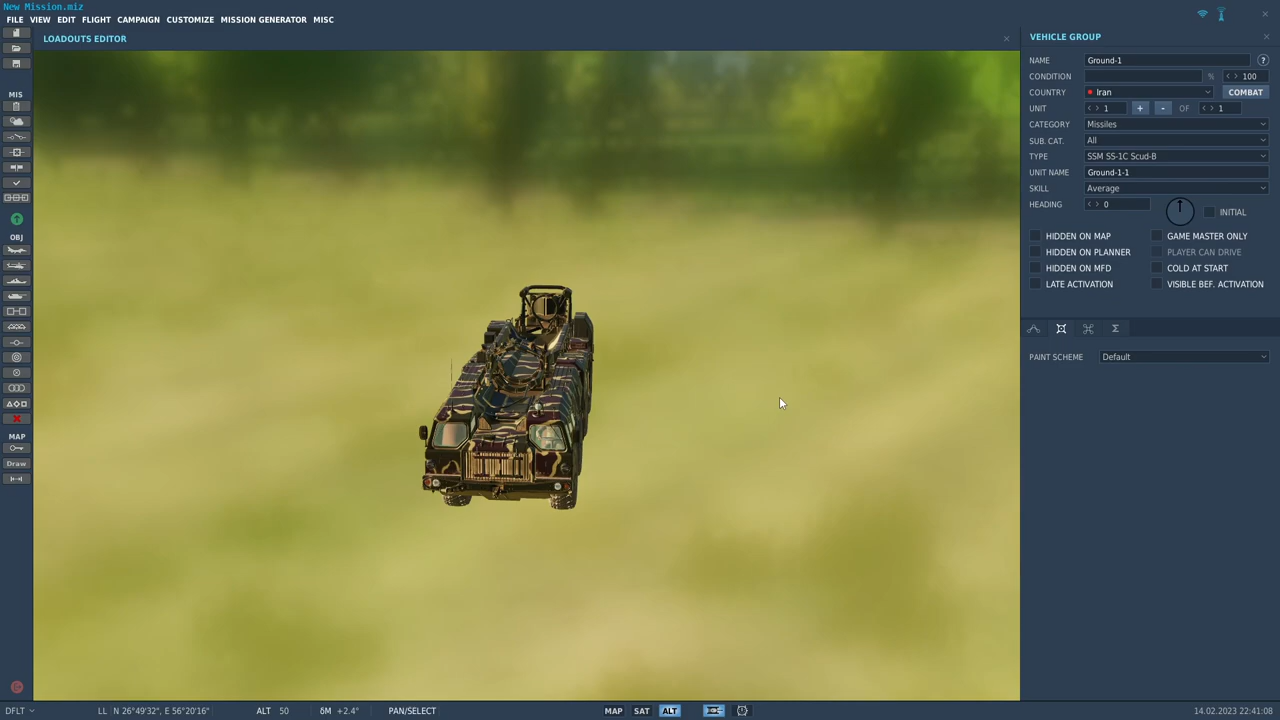 New Mission.miz
FILE VIEW EDIT FLIGHT CAMPAIGN CUSTOMIZE MISSION GENERATOR MISC
LOADOUTS EDITOR
MIS
OBJ
MAP
Draw
VEHICLE GROUP
NAME Ground-1 ?
CONDITION % 100
COUNTRY Iran COMBAT
UNIT 1 + - OF 1
CATEGORY Missiles
SUB. CAT. All
TYPE SSM SS-1C Scud-B
UNIT NAME Ground-1-1
SKILL Average
HEADING 0 INITIAL
HIDDEN ON MAP GAME MASTER ONLY
HIDDEN ON PLANNER PLAYER CAN DRIVE
HIDDEN ON MFD COLD AT START
LATE ACTIVATION VISIBLE BEF. ACTIVATION
Σ
PAINT SCHEME Default
DFLT LL N 26°49'32", E 56°20'16" ALT 50 δM +2.4° PAN/SELECT MAP SAT ALT 14.02.2023 22:41:08